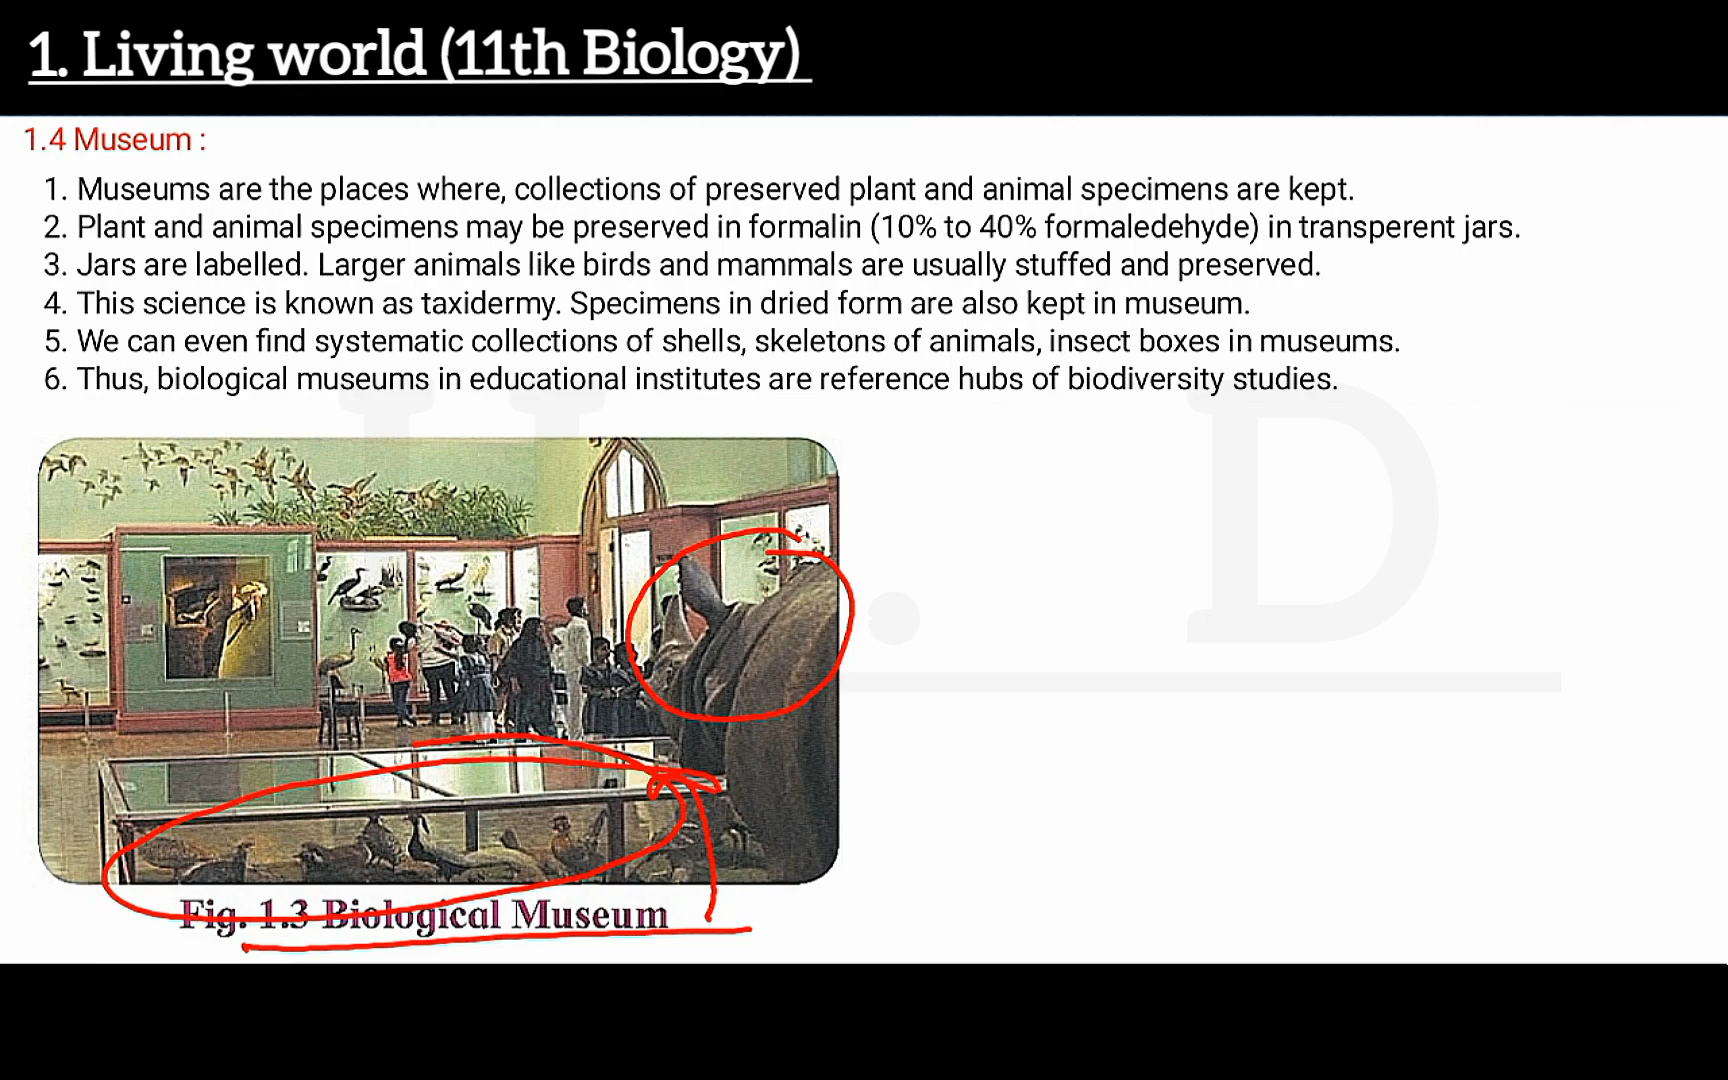 1. Living world (11th Biology)
1.4 Museum :
1. Museums are the places where, collections of preserved plant and animal specimens are kept.
2. Plant and animal specimens may be preserved in formalin (10% to 40% formaledehyde) in transperent jars.
3. Jars are labelled. Larger animals like birds and mammals are usually stuffed and preserved.
4. This science is known as taxidermy. Specimens in dried form are also kept in museum.
5. We can even find systematic collections of shells, skeletons of animals, insect boxes in museums.
6. Thus, biological museums in educational institutes are reference hubs of biodiversity studies.
Fig. 1.3 Biological Museum